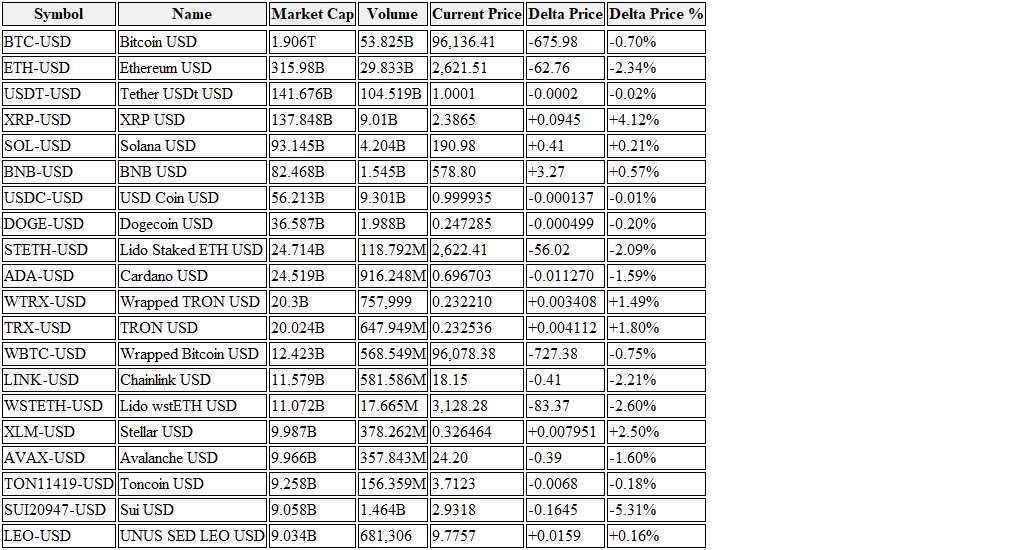 Symbol Name Market Cap Volume Current Price Delta Price Delta Price %
BTC-USD Bitcoin USD 1.906T 53.825B 96,136.41 -675.98 -0.70%
ETH-USD Ethereum USD 315.98B 29.833B 2,621.51 -62.76 -2.34%
USDT-USD Tether USDt USD 141.676B 104.519B 1.0001 -0.0002 -0.02%
XRP-USD XRP USD 137.848B 9.01B 2.3865 +0.0945 +4.12%
SOL-USD Solana USD 93.145B 4.204B 190.98 +0.41 +0.21%
BNB-USD BNB USD 82.468B 1.545B 578.80 +3.27 +0.57%
USDC-USD USD Coin USD 56.213B 9.301B 0.999935 -0.000137 -0.01%
DOGE-USD Dogecoin USD 36.587B 1.988B 0.247285 -0.000499 -0.20%
STETH-USD Lido Staked ETH USD 24.714B 118.792M 2,622.41 -56.02 -2.09%
ADA-USD Cardano USD 24.519B 916.248M 0.696703 -0.011270 -1.59%
WTRX-USD Wrapped TRON USD 20.3B 757,999 0.232210 +0.003408 +1.49%
TRX-USD TRON USD 20.024B 647.949M 0.232536 +0.004112 +1.80%
WBTC-USD Wrapped Bitcoin USD 12.423B 568.549M 96,078.38 -727.38 -0.75%
LINK-USD Chainlink USD 11.579B 581.586M 18.15 -0.41 -2.21%
WSTETH-USD Lido wstETH USD 11.072B 17.665M 3,128.28 -83.37 -2.60%
XLM-USD Stellar USD 9.987B 378.262M 0.326464 +0.007951 +2.50%
AVAX-USD Avalanche USD 9.966B 357.843M 24.20 -0.39 -1.60%
TON11419-USD Toncoin USD 9.258B 156.359M 3.7123 -0.0068 -0.18%
SUI20947-USD Sui USD 9.058B 1.464B 2.9318 -0.1645 -5.31%
LEO-USD UNUS SED LEO USD 9.034B 681,306 9.7757 +0.0159 +0.16%